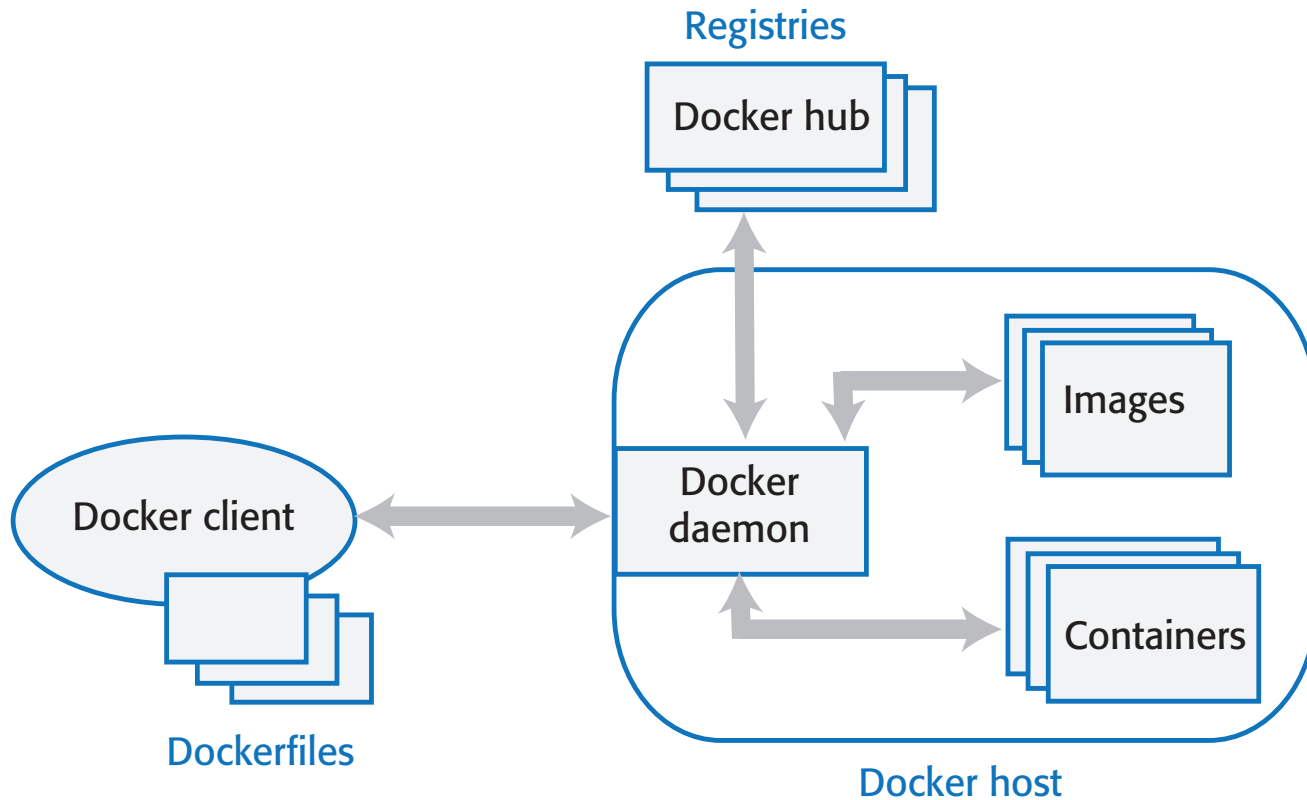 Registries
Docker hub
Images
Docker
daemon
Docker client
Containers
Dockerfiles
Docker host